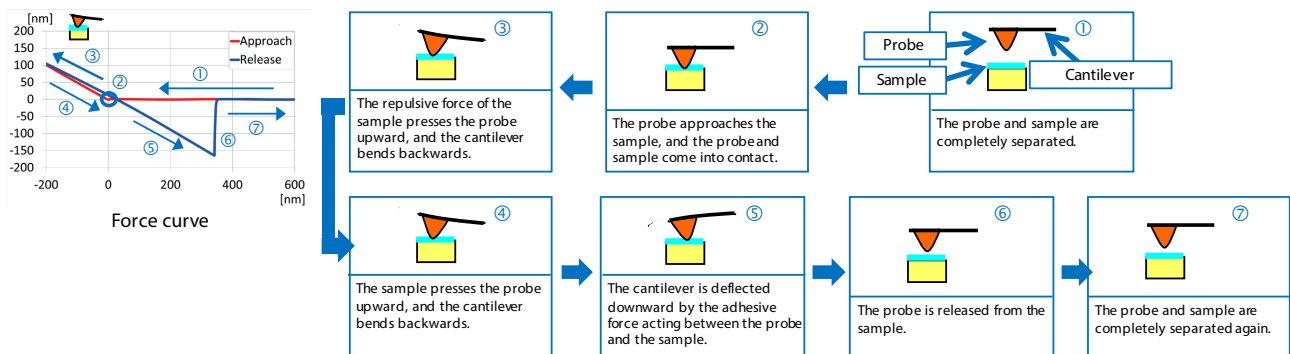 [nm]
200
150
100
50
0
-50
-100
-150
200
-200
0
200
400
600
[nm]
Approach
Release
①
②
③
④
⑤
⑥
⑦
Force curve
③
The repulsive force of the
sample presses the probe
upward, and the cantilever
bends backwards.
②
The probe approaches the
sample, and the probe and
sample come into contact.
①
Probe
Sample
Cantilever
The probe and sample are
completely separated.
④
The sample presses the probe
upward, and the cantilever
bends backwards.
⑤
The cantilever is deflected
downward by the adhesive
force acting between the probe
and the sample.
⑥
The probe is released from the
sample.
⑦
The probe and sample are
completely separated again.